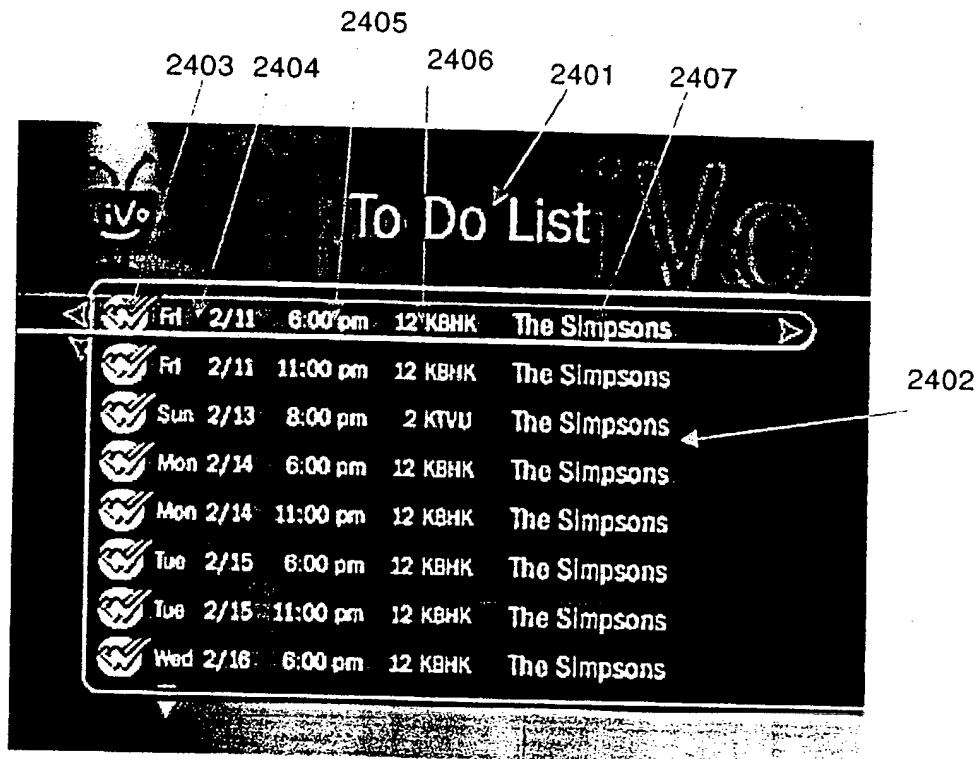 2405
2403 2404 2406 2401 2407
TiVo To Do List TiVo
Fri 2/11 6:00 pm 12 KBHK The Simpsons
Fri 2/11 11:00 pm 12 KBHK The Simpsons
2402
Sun 2/13 8:00 pm 2 KTVU The Simpsons
Mon 2/14 6:00 pm 12 KBHK The Simpsons
Mon 2/14 11:00 pm 12 KBHK The Simpsons
Tue 2/15 6:00 pm 12 KBHK The Simpsons
Tue 2/15 11:00 pm 12 KBHK The Simpsons
Wed 2/16 6:00 pm 12 KBHK The Simpsons